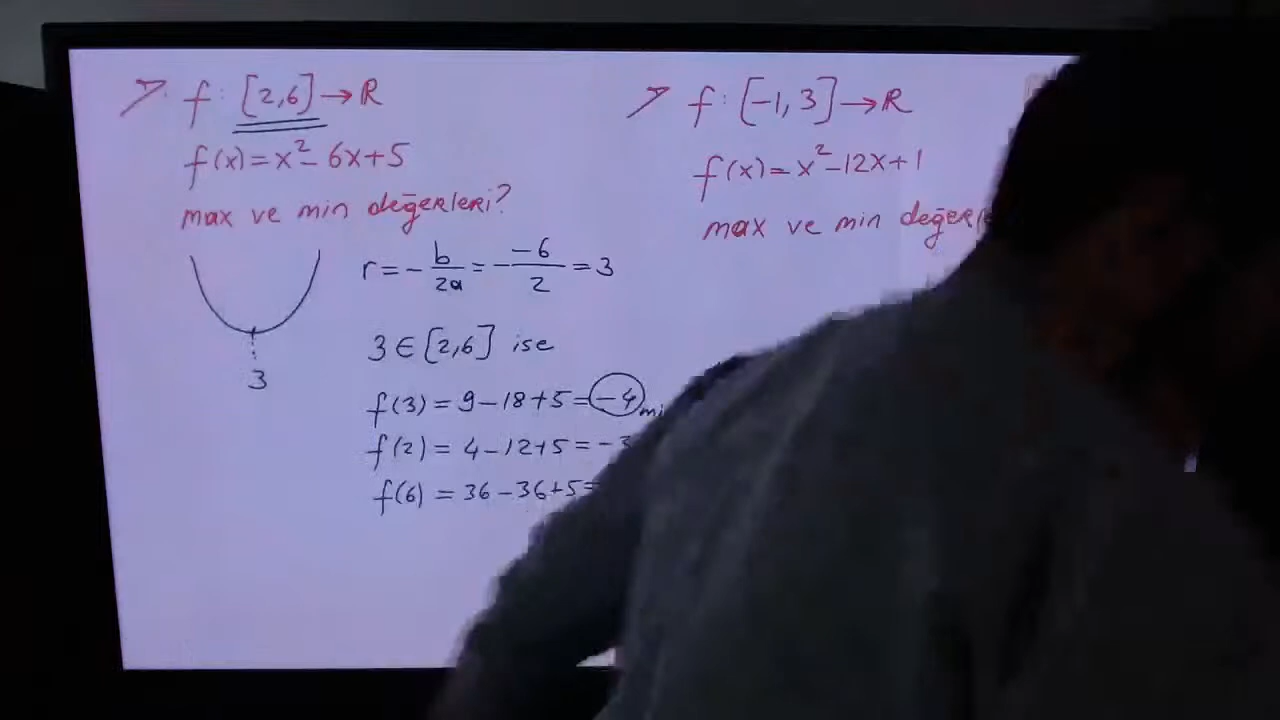 f: [2,6] → R
f(x) = x² - 6x + 5
max ve min değerleri?
r = - b/2a = - -6/2 = 3
3
3 ∈ [2,6] ise
f(3) = 9 - 18 + 5 = -4
f(2) = 4 - 12 + 5 = -3
f(6) = 36 - 36 + 5 =
f: [-1, 3] → R
f(x) = x² - 12x + 1
max ve min